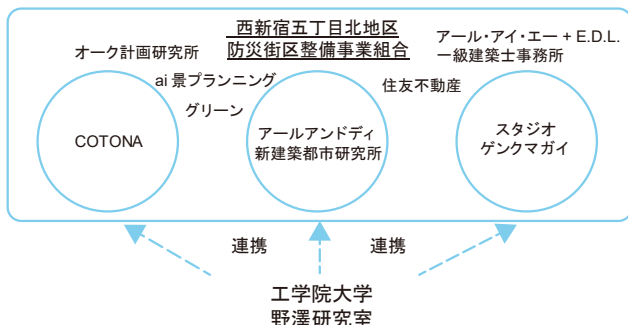 西新宿五丁目北地区
防災街区整備事業組合
オーク計画研究所
ai 景プランニング
グリーン
アール・アイ・エー + E.D.L.
一級建築士事務所
住友不動産
COTONA
アールアンドディ
新建築都市研究所
スタジオ
ゲンクマガイ
連携
連携
工学院大学
野澤研究室